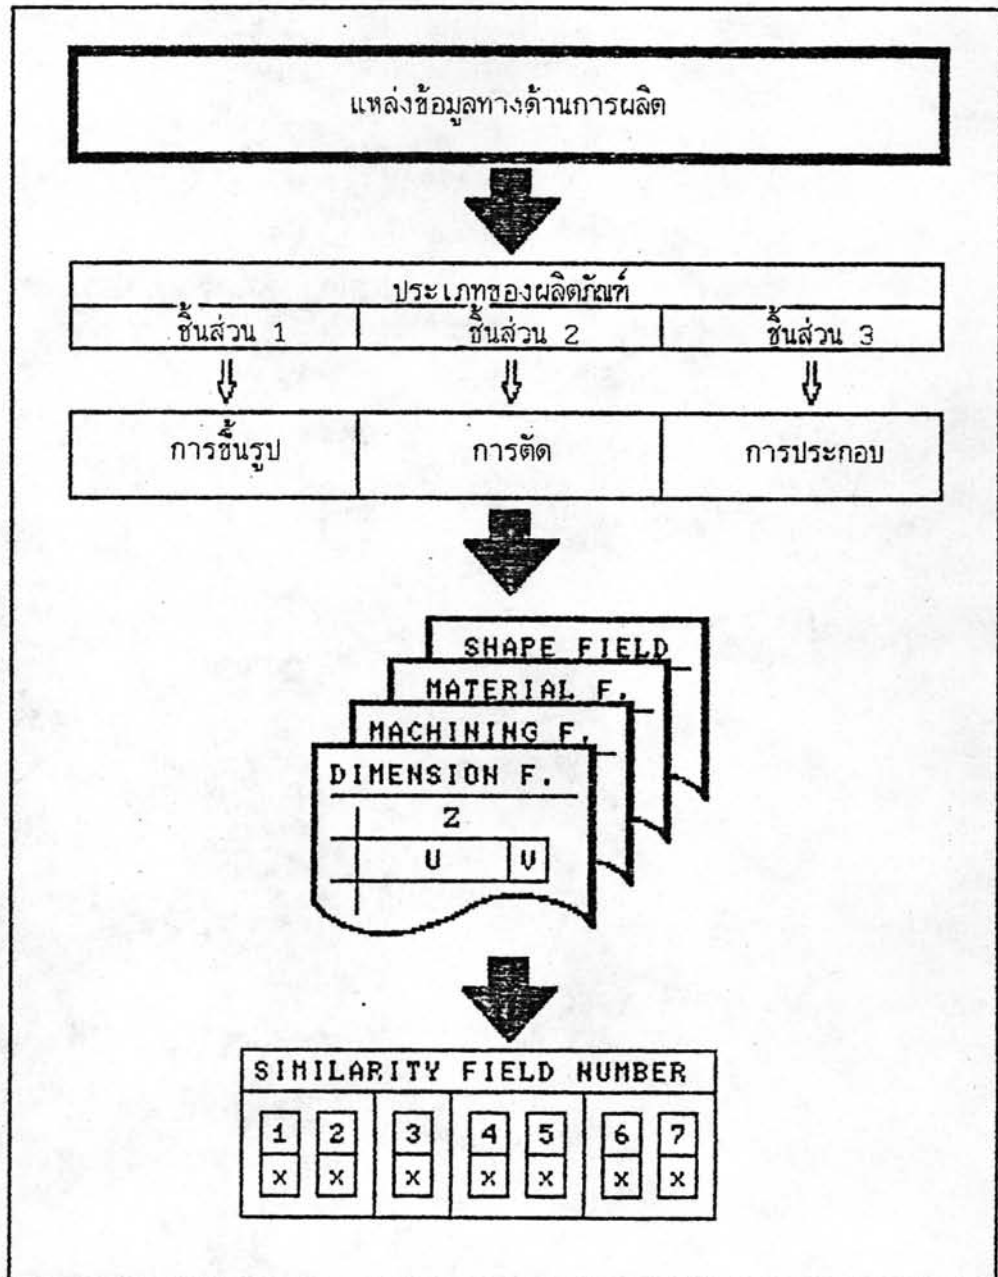 แหล่งข้อมูลทางด้านการผลิต
ประเภทของผลิตภัณฑ์
ชิ้นส่วน 1 ชิ้นส่วน 2 ชิ้นส่วน 3
การขึ้นรูป การตัด การประกอบ
SHAPE FIELD
MATERIAL F.
MACHINING F.
DIMENSION F.
Z
U V
SIMILARITY FIELD NUMBER
1 2 3 4 5 6 7
x x x x x x x